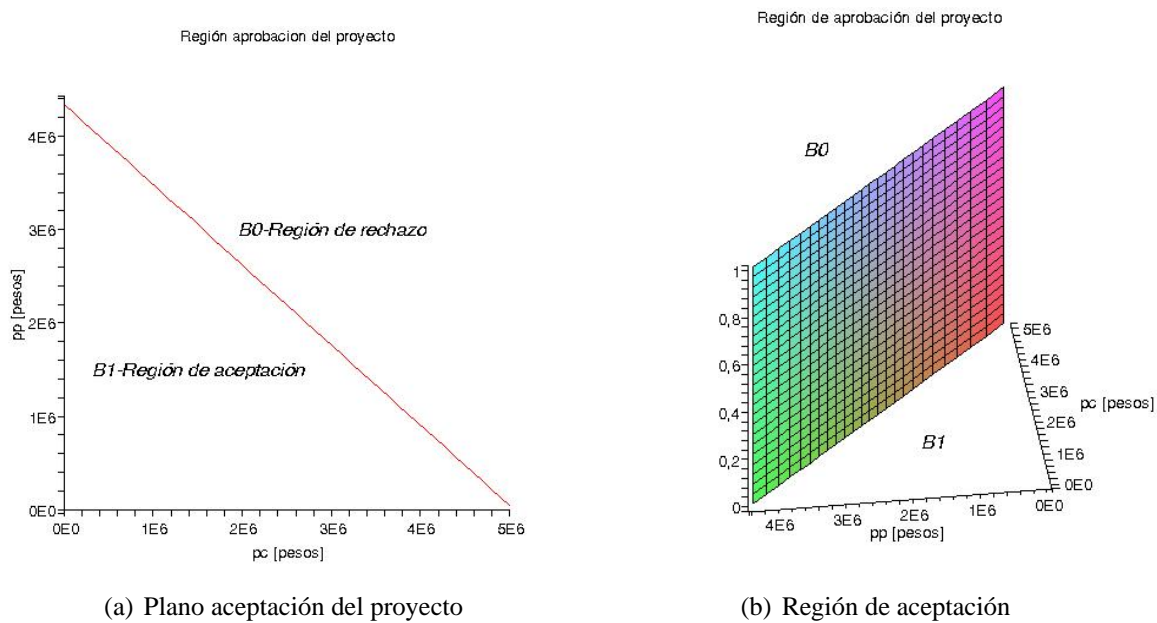 Región aprobacion del proyecto
4E6
3E6
2E6
1E6
0E0
pp [pesos]
B0-Región de rechazo
B1-Región de aceptación
0E0 1E6 2E6 3E6 4E6 5E6
pc [pesos]
(a) Plano aceptación del proyecto
Región de aprobación del proyecto
B0
B1
1
0,8
0,6
0,4
0,2
0
4E6 3E6 2E6 1E6 0E0
pp [pesos]
5E6
4E6
3E6
2E6
1E6
0E0
pc [pesos]
(b) Región de aceptación